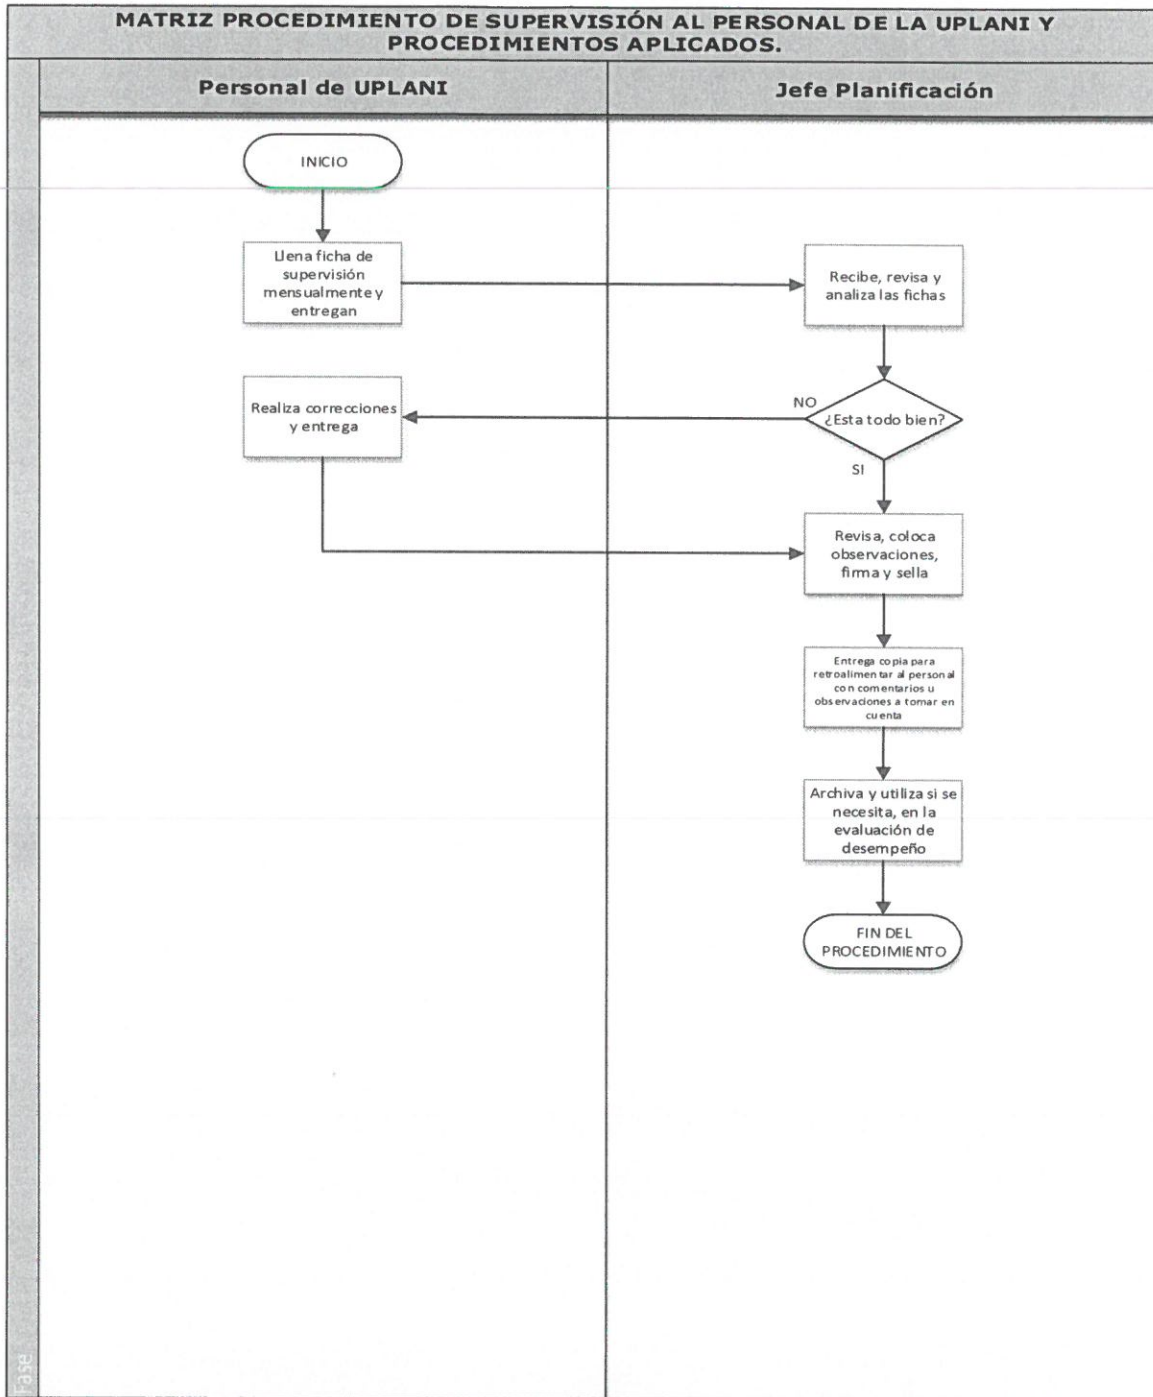 MATRIZ PROCEDIMIENTO DE SUPERVISIÓN AL PERSONAL DE LA UPLANI Y
PROCEDIMIENTOS APLICADOS.
Personal de UPLANI
Jefe Planificación
INICIO
Llena ficha de
supervisión
mensualmente y
entregan
Recibe, revisa y
analiza las fichas
Realiza correcciones
y entrega
NO
¿Esta todo bien?
SI
Revisa, coloca
observaciones,
firma y sella
Entrega copia para
retroalimentar al personal
con comentarios u
observaciones a tomar en
cuenta
Archiva y utiliza si se
necesita, en la
evaluación de
desempeño
FIN DEL
PROCEDIMIENTO
Fase